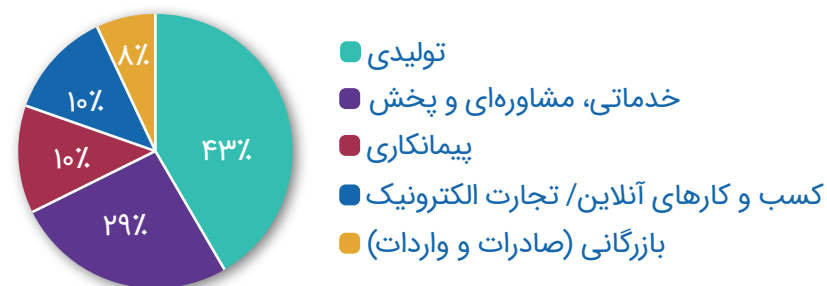 ۸٪
۱۰٪
۱۰٪
۴۳٪
۲۹٪
تولیدی
خدماتی، مشاوره‌ای و پخش
پیمانکاری
کسب و کارهای آنلاین/ تجارت الکترونیک
بازرگانی (صادرات و واردات)